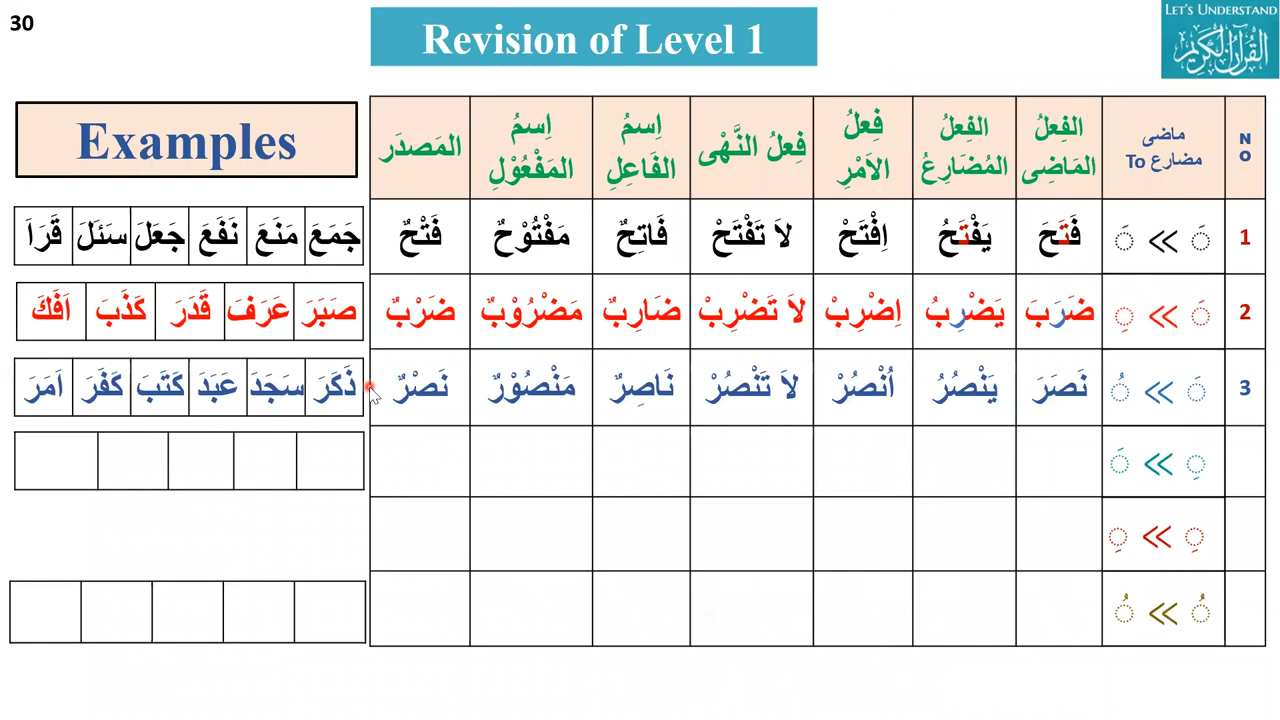 30
Revision of Level 1
LET'S UNDERSTAND
القرآن الكريم
Examples
NO
ماضی
مضارع To
الفِعلُ المَاضِی
الفِعلُ المُضَارِعُ
فِعلُ الاَمْرِ
فِعلُ النَّهْی
اِسمُ الفَاعِلِ
اِسمُ المَفْعُوْلِ
المَصدَر
1 َ >> َ فَتَحَ يَفْتَحُ اِفْتَحْ لاَ تَفْتَحْ فَاتِحٌ مَفْتُوْحٌ فَتْحٌ
جَمَعَ مَنَعَ نَفَعَ جَعَلَ سَئَلَ قَرَاَ
2 َ >> ِ ضَرَبَ يَضْرِبُ اِضْرِبْ لاَ تَضْرِبْ ضَارِبٌ مَضْرُوْبٌ ضَرْبٌ
صَبَرَ عَرَفَ قَدَرَ كَذَبَ اَفَكَ
3 َ >> ُ نَصَرَ يَنْصُرُ اُنْصُرْ لاَ تَنْصُرْ نَاصِرٌ مَنْصُوْرٌ نَصْرٌ
ذَكَرَ سَجَدَ عَبَدَ كَتَبَ كَفَرَ اَمَرَ
ِ >> َ
ِ >> ِ
ُ >> ُ